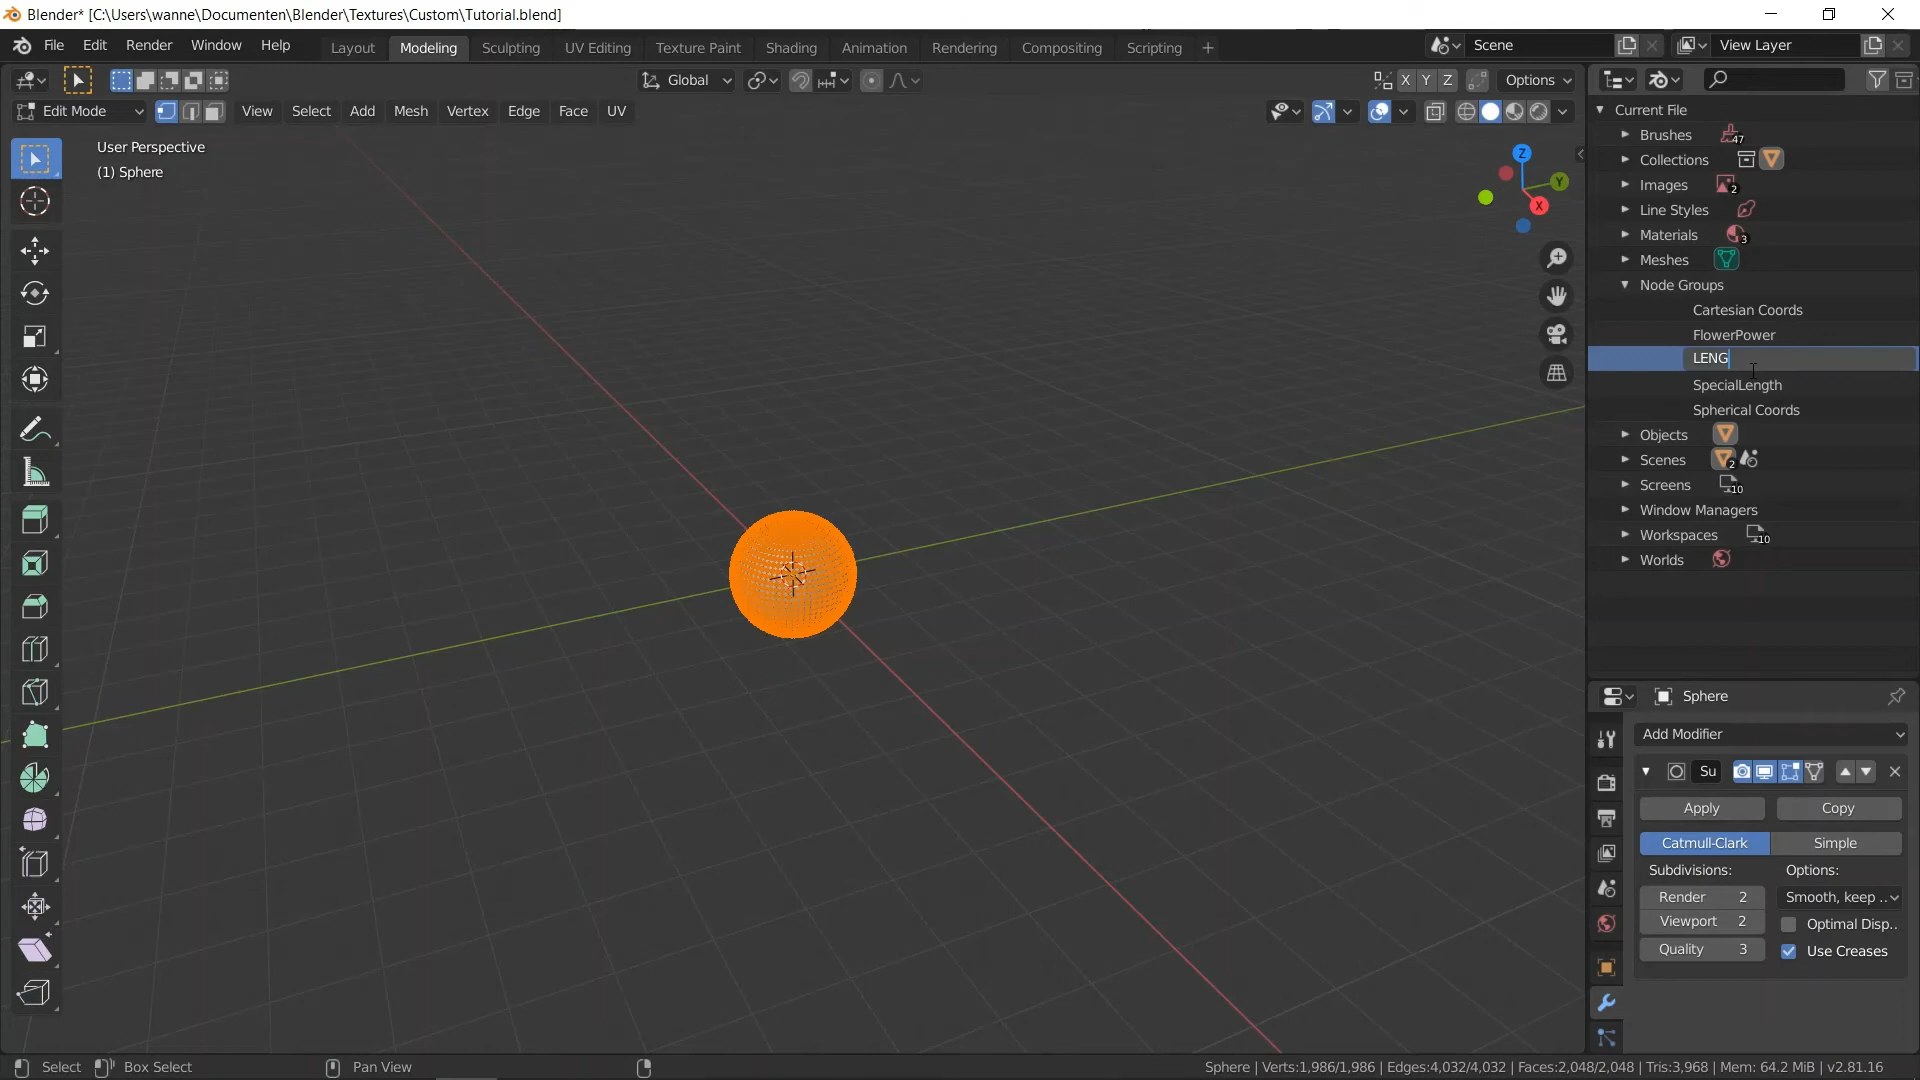 Blender* [C:\Users\wanne\Documenten\Blender\Textures\Custom\Tutorial.blend]
File Edit Render Window Help Layout Modeling Sculpting UV Editing Texture Paint Shading Animation Rendering Compositing Scripting + Scene View Layer
Global X Y Z Options
Edit Mode View Select Add Mesh Vertex Edge Face UV
User Perspective
(1) Sphere
Z
Y
X
Current File
Brushes 47
Collections
Images 2
Line Styles
Materials 3
Meshes
Node Groups
Cartesian Coords
FlowerPower
LENG
SpecialLength
Spherical Coords
Objects
Scenes 2
Screens 10
Window Managers
Workspaces 10
Worlds
Sphere
Add Modifier
Su
Apply Copy
Catmull-Clark Simple
Subdivisions: Options:
Render 2 Smooth, keep ..
Viewport 2 Optimal Disp..
Quality 3 Use Creases
Select Box Select Pan View Sphere | Verts:1,986/1,986 | Edges:4,032/4,032 | Faces:2,048/2,048 | Tris:3,968 | Mem: 64.2 MiB | v2.81.16